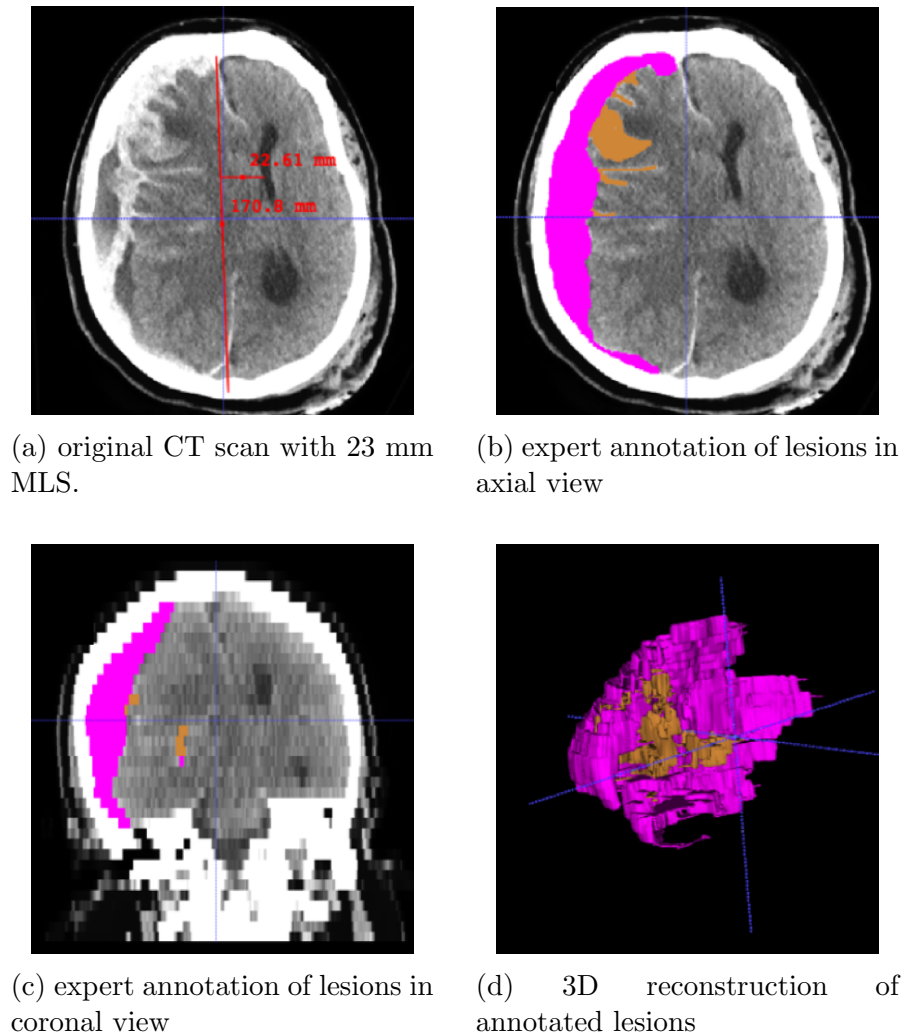 22.61 mm
170.8 mm
(a) original CT scan with 23 mm
MLS.
(b) expert annotation of lesions in
axial view
(c) expert annotation of lesions in
coronal view
(d) 3D reconstruction of
annotated lesions